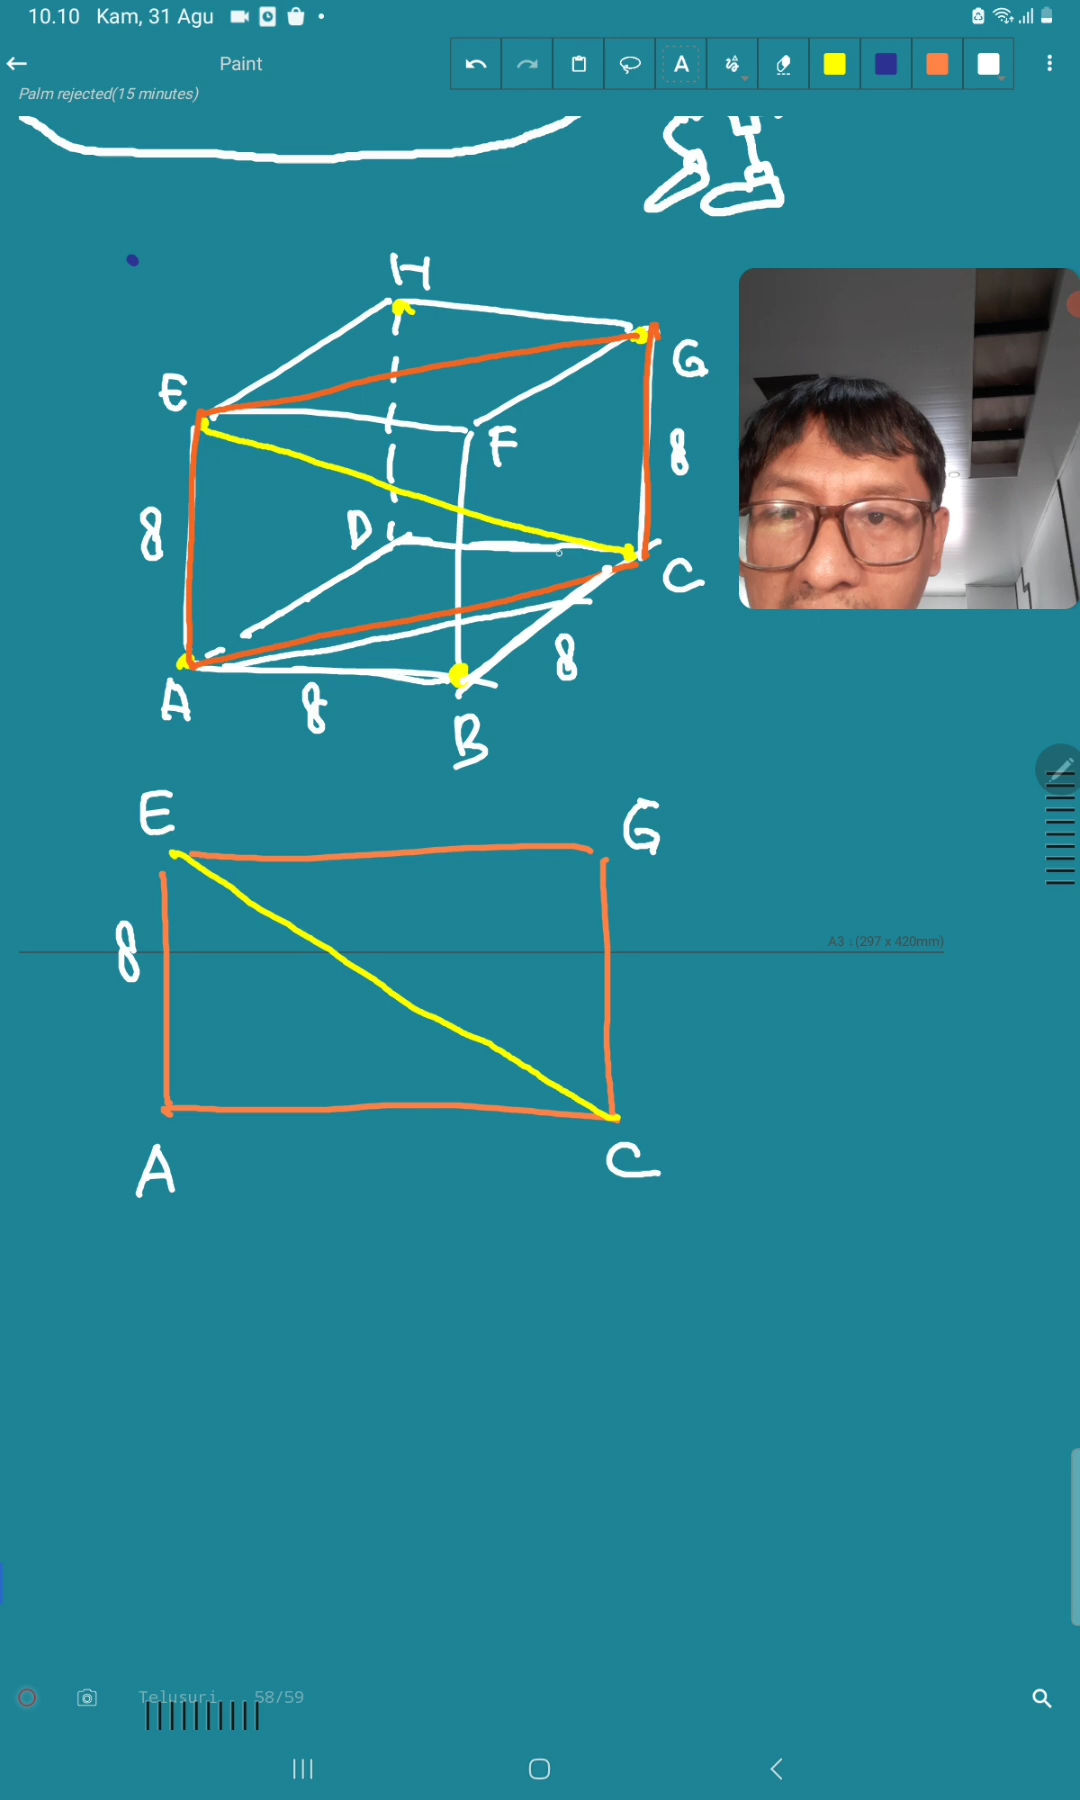 10.10 Kam, 31 Agu
Paint
A
Palm rejected(15 minutes)
H
G
E
F
8
8
D
C
8
A
8
B
E
G
8
A3 : (297 x 420mm)
A
C
Telusuri 58/59